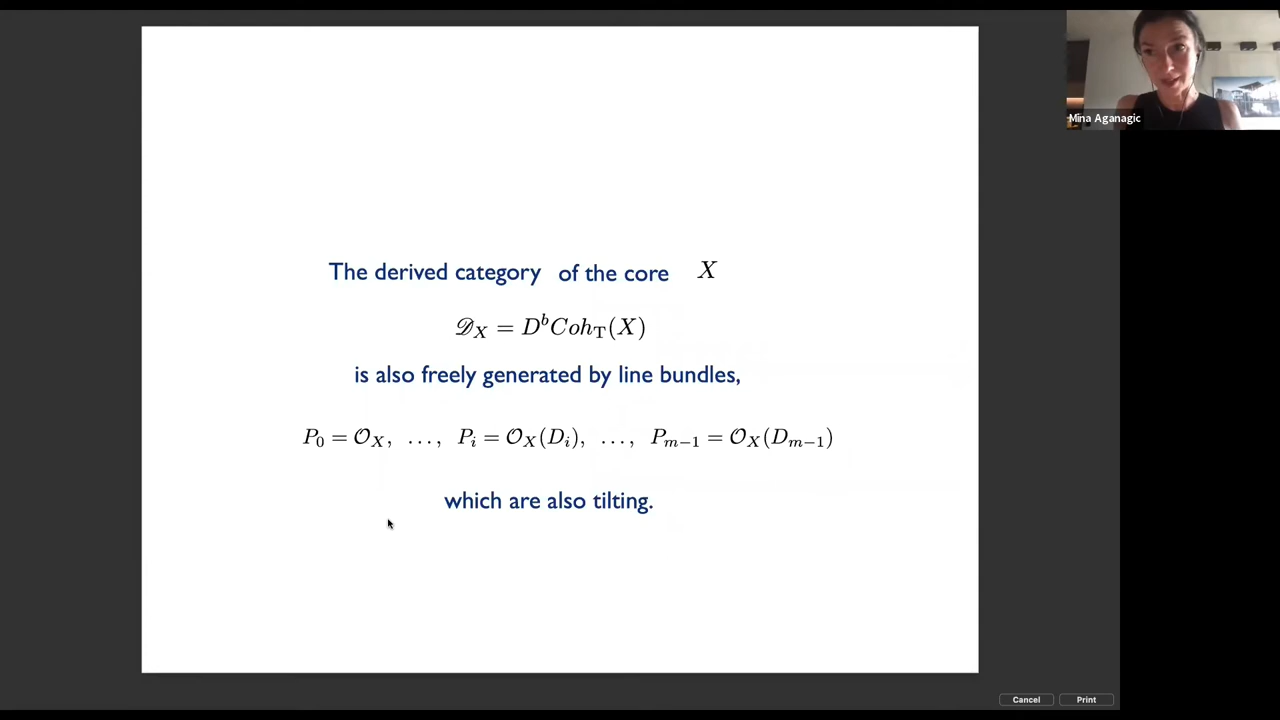 Mina Aganagic
The derived category of the core X
𝒟_X = D^b Coh_T(X)
is also freely generated by line bundles,
P_0 = 𝒪_X, ..., P_i = 𝒪_X(D_i), ..., P_{m−1} = 𝒪_X(D_{m−1})
which are also tilting.
Cancel Print